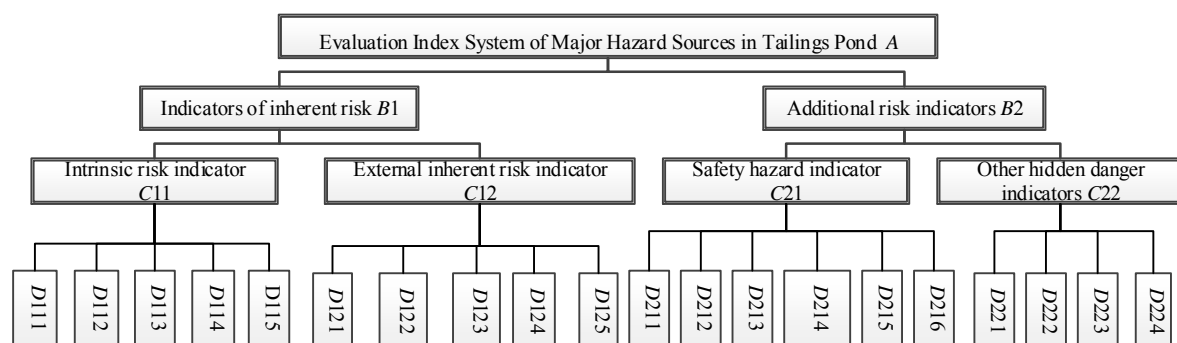 Evaluation Index System of Major Hazard Sources in Tailings Pond A
Indicators of inherent risk B1
Additional risk indicators B2
Intrinsic risk indicator
C11
External inherent risk indicator
C12
Safety hazard indicator
C21
Other hidden danger
indicators C22
D111
D112
D113
D114
D115
D121
D122
D123
D124
D125
D211
D212
D213
D214
D215
D216
D221
D222
D223
D224